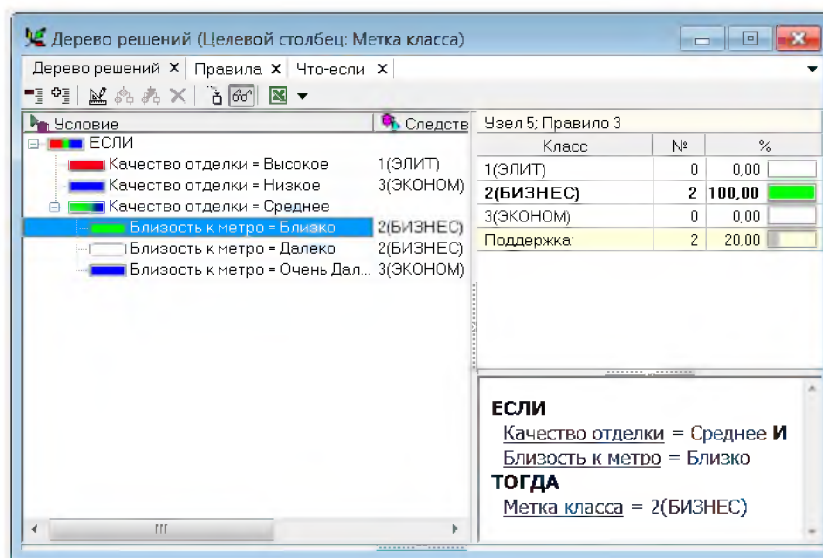 Дерево решений (Целевой столбец: Метка класса)
Дерево решений Правила Что-если
Условие Следств
ЕСЛИ
Качество отделки = Высокое 1(ЭЛИТ)
Качество отделки = Низкое 3(ЭКОНОМ)
Качество отделки = Среднее
Близость к метро = Близко 2(БИЗНЕС)
Близость к метро = Далеко 2(БИЗНЕС)
Близость к метро = Очень Дал... 3(ЭКОНОМ)
Узел 5; Правило 3
Класс № %
1(ЭЛИТ) 0 0,00
2(БИЗНЕС) 2 100,00
3(ЭКОНОМ) 0 0,00
Поддержка 2 20,00
ЕСЛИ
Качество отделки = Среднее И
Близость к метро = Близко
ТОГДА
Метка класса = 2(БИЗНЕС)